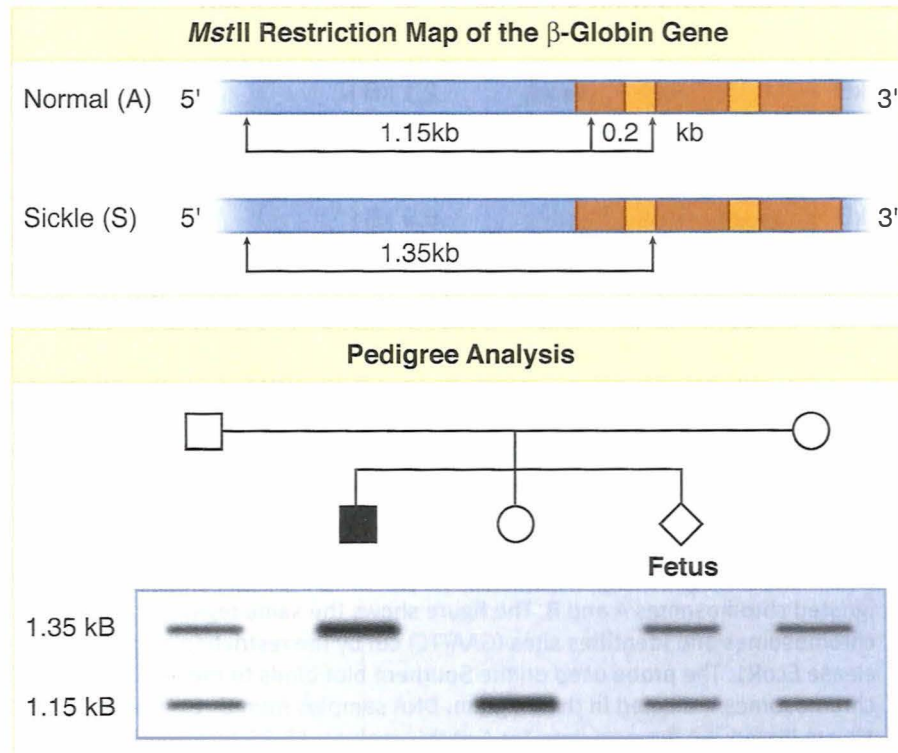 MstII Restriction Map of the β-Globin Gene
Normal (A) 5' 3'
1.15kb 0.2 kb
Sickle (S) 5' 3'
1.35kb
Pedigree Analysis
Fetus
1.35 kB
1.15 kB